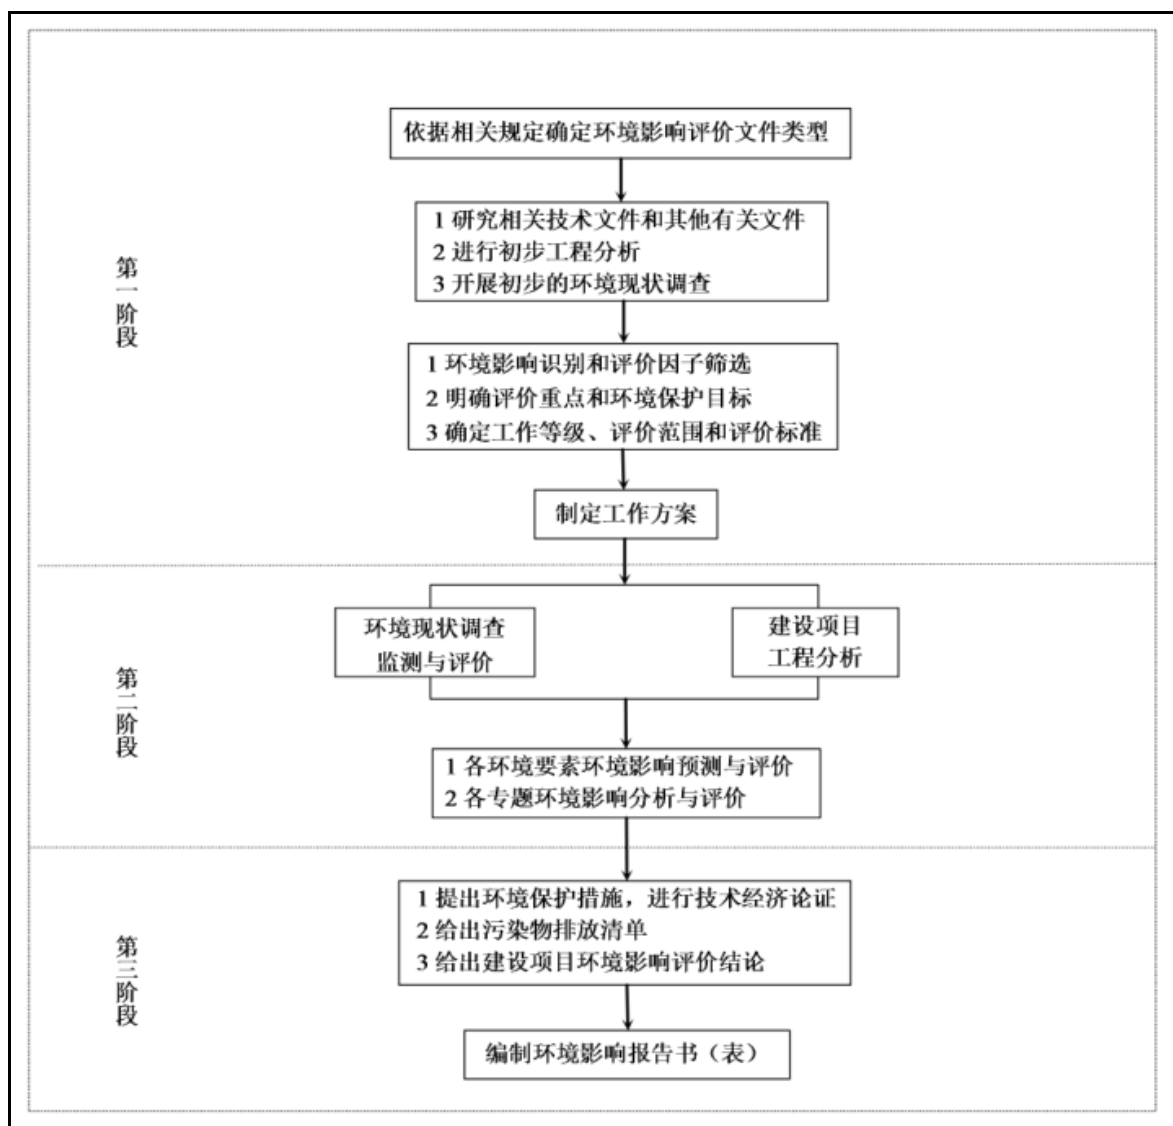 依据相关规定确定环境影响评价文件类型
1 研究相关技术文件和其他有关文件
2 进行初步工程分析
3 开展初步的环境现状调查
第一阶段
1 环境影响识别和评价因子筛选
2 明确评价重点和环境保护目标
3 确定工作等级、评价范围和评价标准
制定工作方案
环境现状调查
监测与评价
建设项目
工程分析
第二阶段
1 各环境要素环境影响预测与评价
2 各专题环境影响分析与评价
1 提出环境保护措施，进行技术经济论证
2 给出污染物排放清单
3 给出建设项目环境影响评价结论
第三阶段
编制环境影响报告书（表）